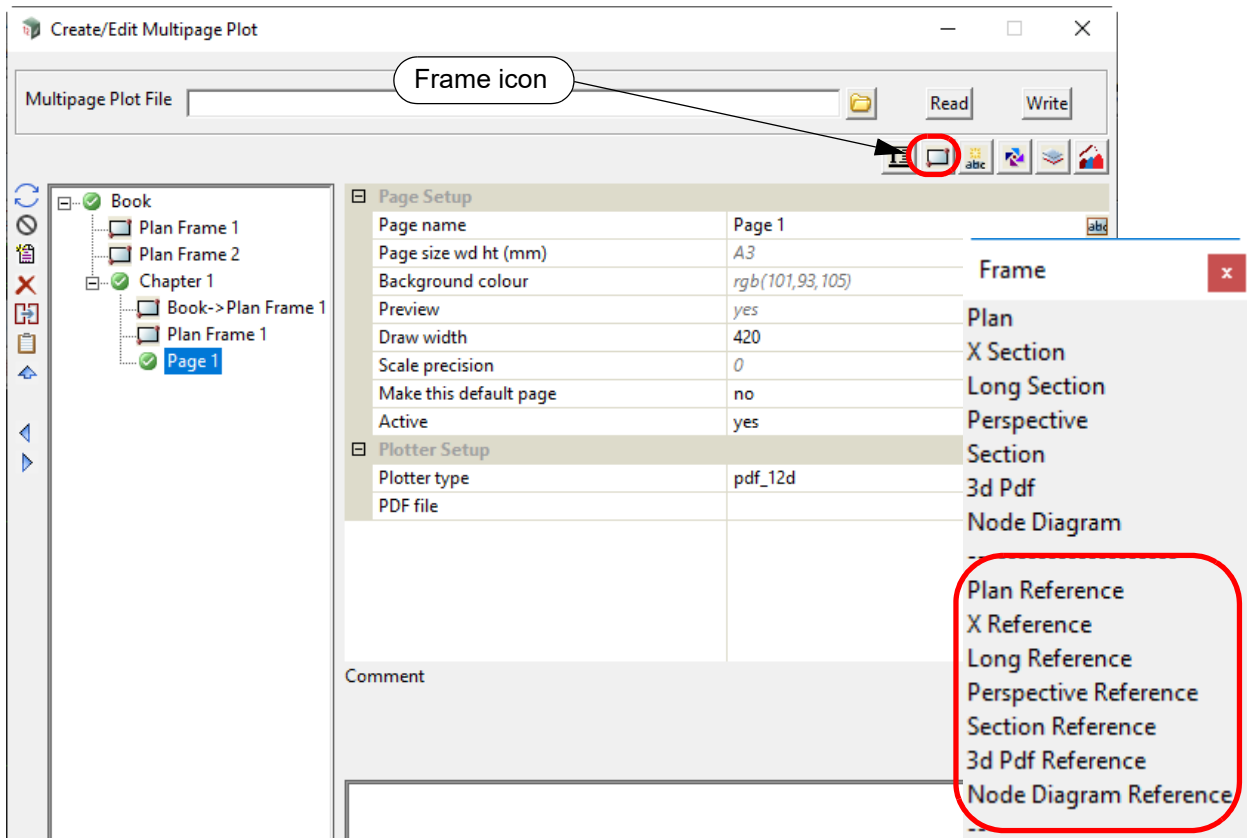 Create/Edit Multipage Plot
Frame icon
Multipage Plot File
Read
Write
abc
Book
Plan Frame 1
Plan Frame 2
Chapter 1
Book->Plan Frame 1
Plan Frame 1
Page 1
Page Setup
Page name Page 1
Page size wd ht (mm) A3
Background colour rgb(101,93,105)
Preview yes
Draw width 420
Scale precision 0
Make this default page no
Active yes
Plotter Setup
Plotter type pdf_12d
PDF file
Comment
Frame
x
Plan
X Section
Long Section
Perspective
Section
3d Pdf
Node Diagram
Plan Reference
X Reference
Long Reference
Perspective Reference
Section Reference
3d Pdf Reference
Node Diagram Reference